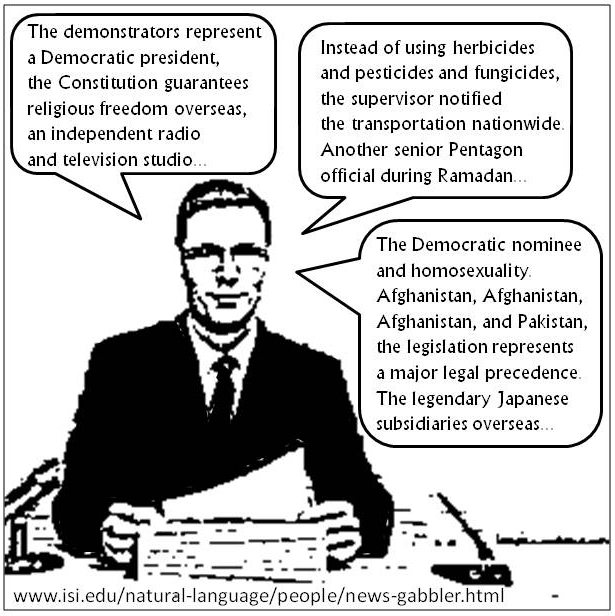 The demonstrators represent
a Democratic president,
the Constitution guarantees
religious freedom overseas,
an independent radio
and television studio...
Instead of using herbicides
and pesticides and fungicides,
the supervisor notified
the transportation nationwide.
Another senior Pentagon
official during Ramadan...
The Democratic nominee
and homosexuality.
Afghanistan, Afghanistan,
Afghanistan, and Pakistan,
the legislation represents
a major legal precedence.
The legendary Japanese
subsidiaries overseas...
www.isi.edu/natural-language/people/news-gabbler.html